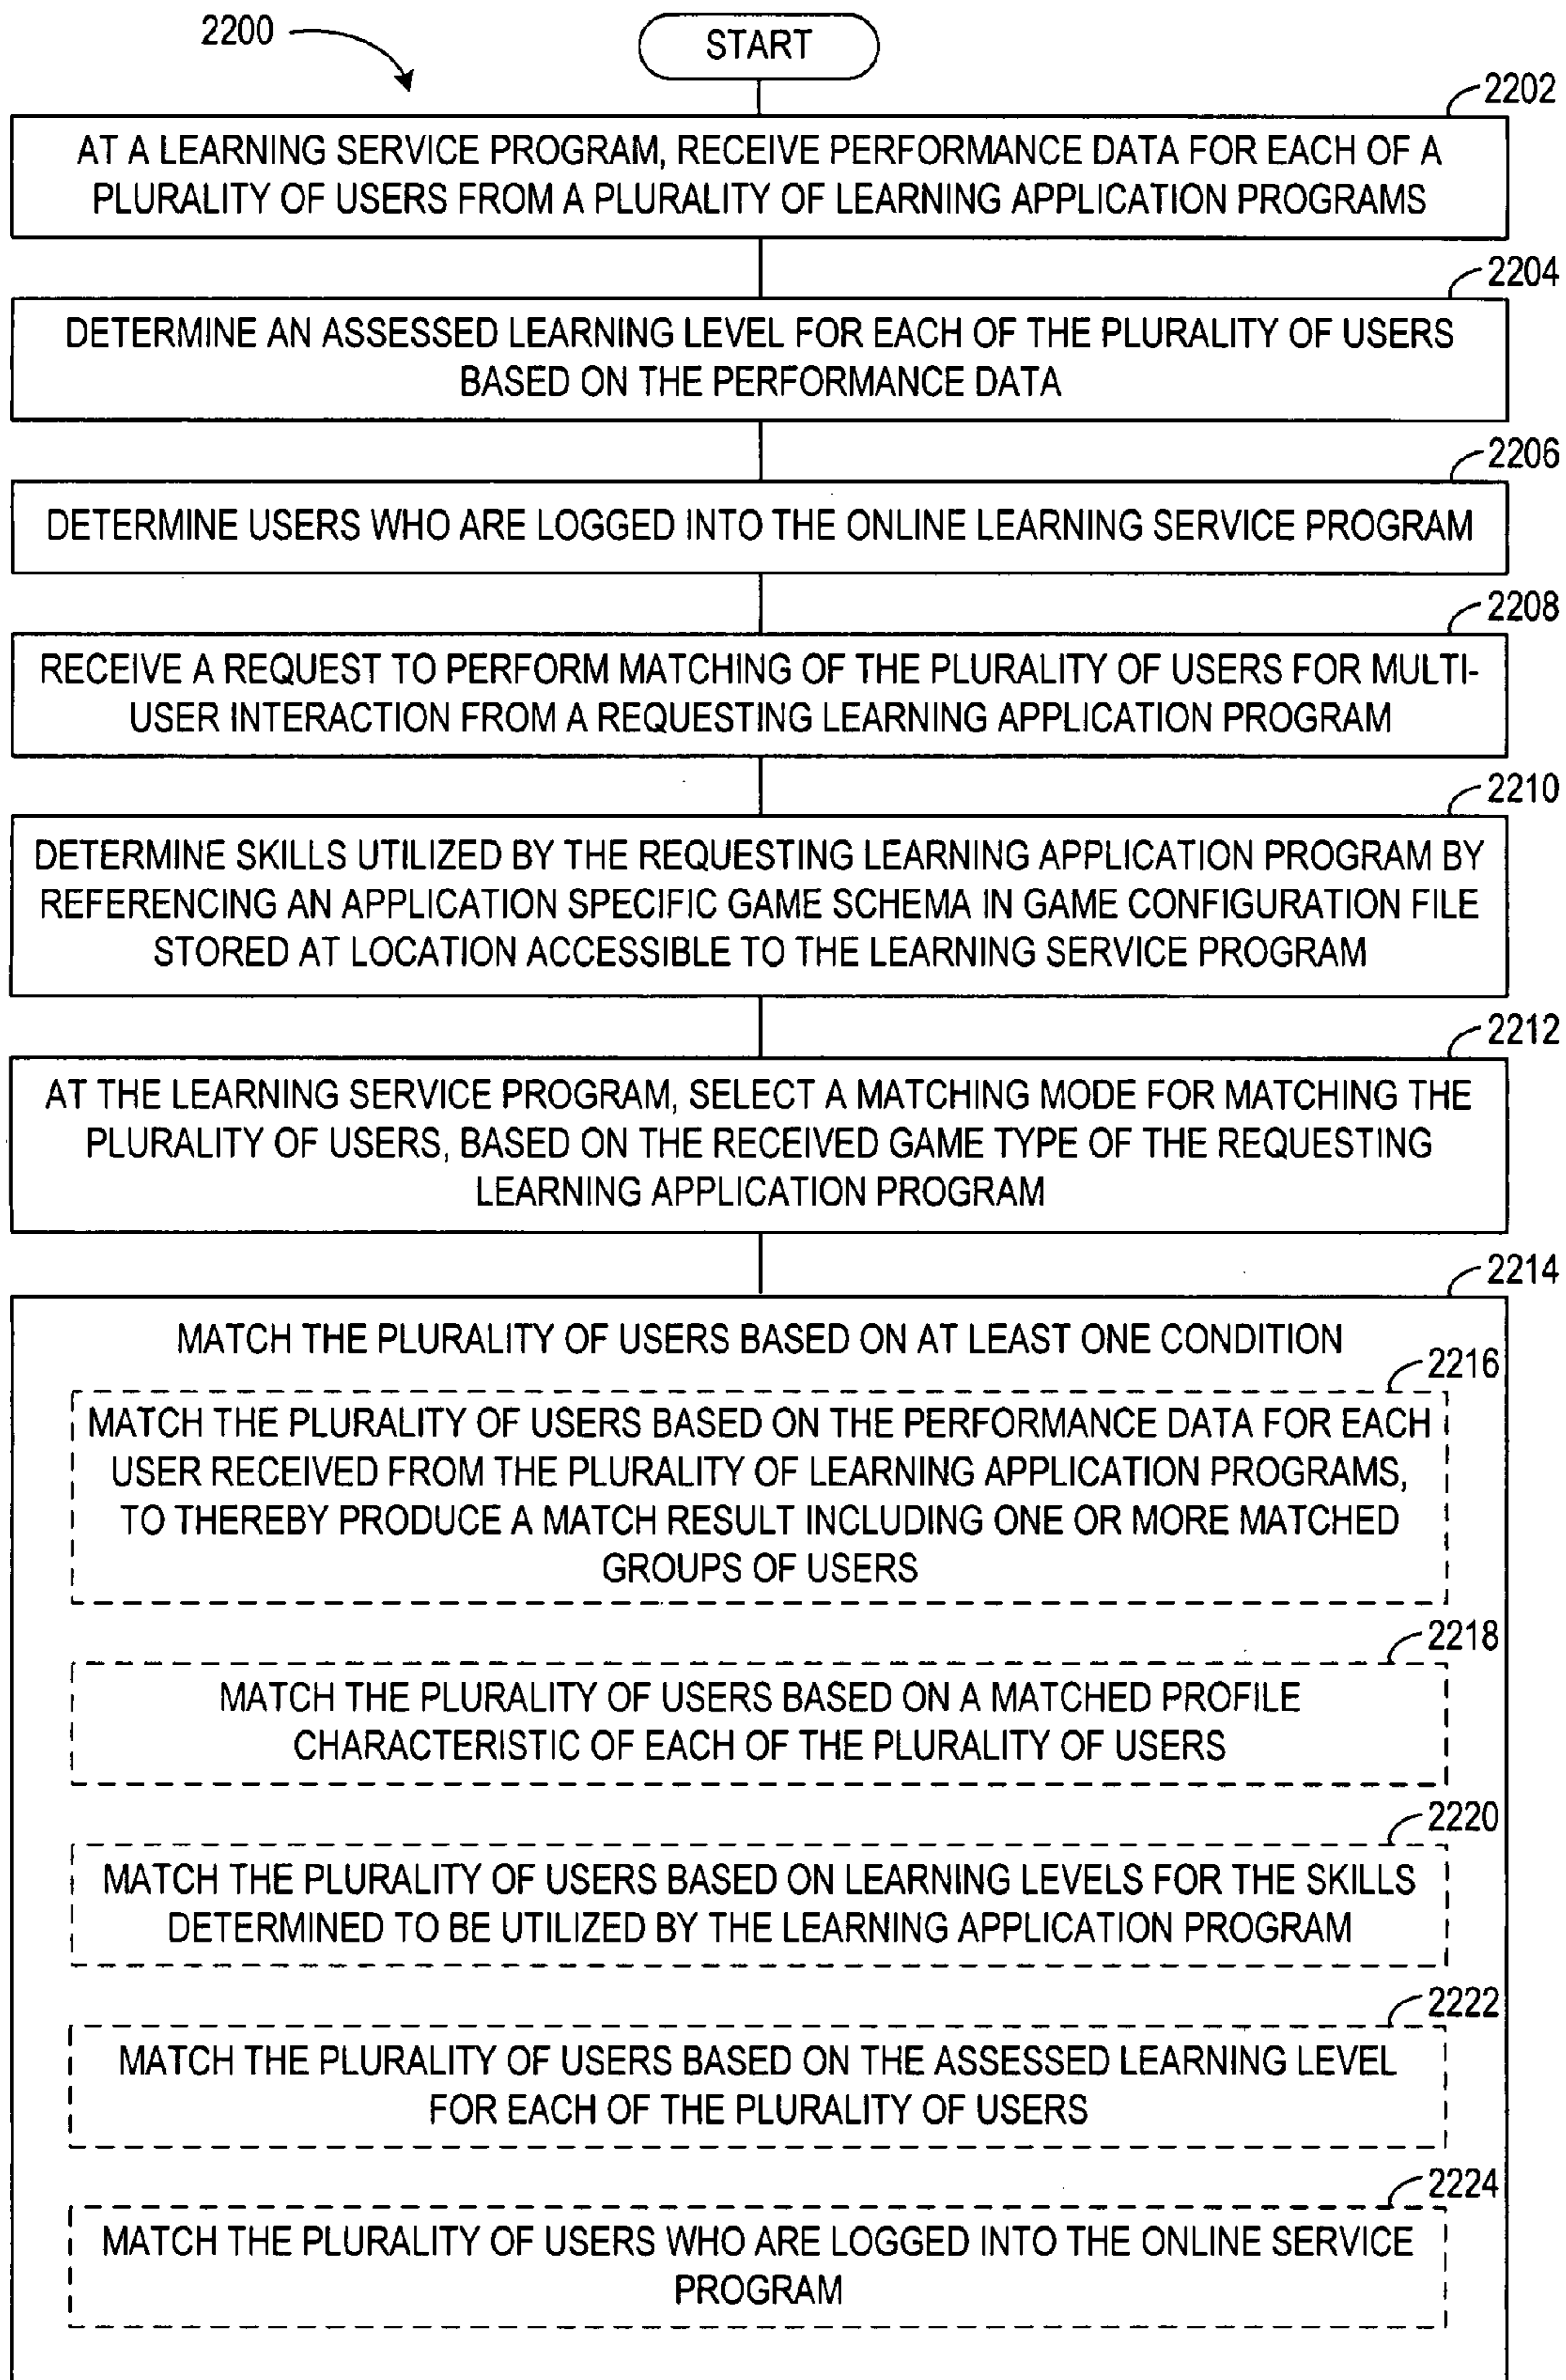 2200
START
2202
AT A LEARNING SERVICE PROGRAM, RECEIVE PERFORMANCE DATA FOR EACH OF A
PLURALITY OF USERS FROM A PLURALITY OF LEARNING APPLICATION PROGRAMS
2204
DETERMINE AN ASSESSED LEARNING LEVEL FOR EACH OF THE PLURALITY OF USERS
BASED ON THE PERFORMANCE DATA
2206
DETERMINE USERS WHO ARE LOGGED INTO THE ONLINE LEARNING SERVICE PROGRAM
2208
RECEIVE A REQUEST TO PERFORM MATCHING OF THE PLURALITY OF USERS FOR MULTI-
USER INTERACTION FROM A REQUESTING LEARNING APPLICATION PROGRAM
2210
DETERMINE SKILLS UTILIZED BY THE REQUESTING LEARNING APPLICATION PROGRAM BY
REFERENCING AN APPLICATION SPECIFIC GAME SCHEMA IN GAME CONFIGURATION FILE
STORED AT LOCATION ACCESSIBLE TO THE LEARNING SERVICE PROGRAM
2212
AT THE LEARNING SERVICE PROGRAM, SELECT A MATCHING MODE FOR MATCHING THE
PLURALITY OF USERS, BASED ON THE RECEIVED GAME TYPE OF THE REQUESTING
LEARNING APPLICATION PROGRAM
2214
MATCH THE PLURALITY OF USERS BASED ON AT LEAST ONE CONDITION
2216
MATCH THE PLURALITY OF USERS BASED ON THE PERFORMANCE DATA FOR EACH
USER RECEIVED FROM THE PLURALITY OF LEARNING APPLICATION PROGRAMS,
TO THEREBY PRODUCE A MATCH RESULT INCLUDING ONE OR MORE MATCHED
GROUPS OF USERS
2218
MATCH THE PLURALITY OF USERS BASED ON A MATCHED PROFILE
CHARACTERISTIC OF EACH OF THE PLURALITY OF USERS
2220
MATCH THE PLURALITY OF USERS BASED ON LEARNING LEVELS FOR THE SKILLS
DETERMINED TO BE UTILIZED BY THE LEARNING APPLICATION PROGRAM
2222
MATCH THE PLURALITY OF USERS BASED ON THE ASSESSED LEARNING LEVEL
FOR EACH OF THE PLURALITY OF USERS
2224
MATCH THE PLURALITY OF USERS WHO ARE LOGGED INTO THE ONLINE SERVICE
PROGRAM